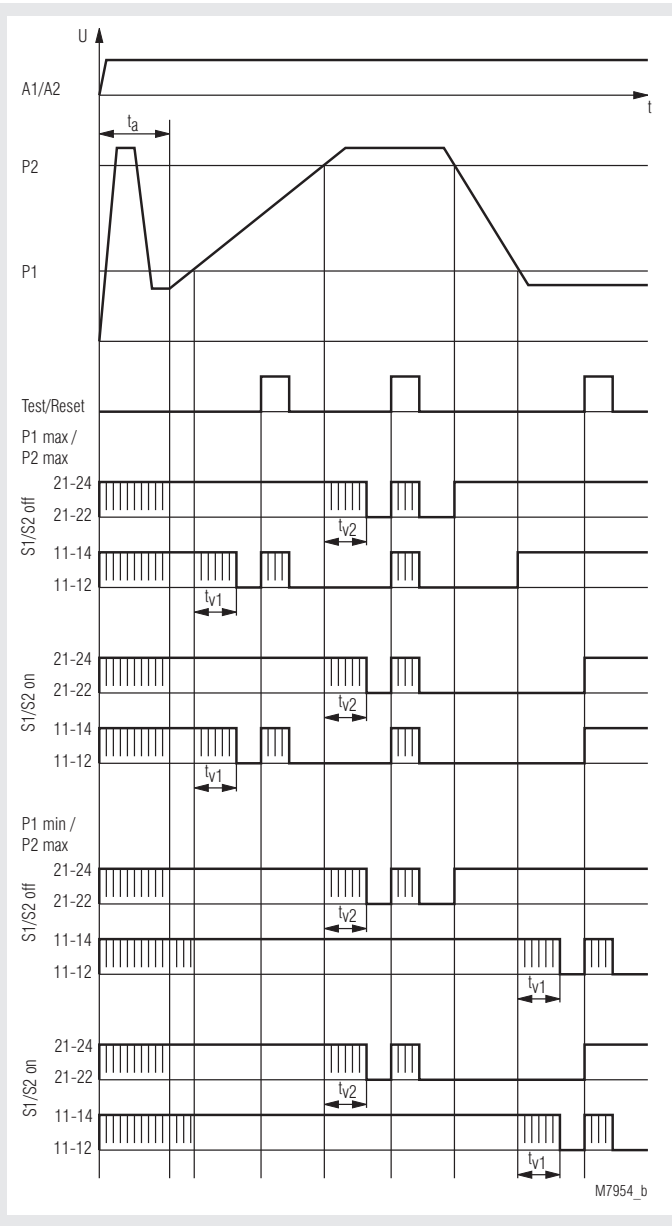 U
A1/A2
t
ta
P2
P1
Test/Reset
P1 max /
P2 max
S1/S2 off
21-24
21-22
tv2
11-14
11-12
tv1
S1/S2 on
21-24
21-22
tv2
11-14
11-12
tv1
P1 min /
P2 max
S1/S2 off
21-24
21-22
tv2
11-14
11-12
tv1
S1/S2 on
21-24
21-22
tv2
11-14
11-12
tv1
M7954_b